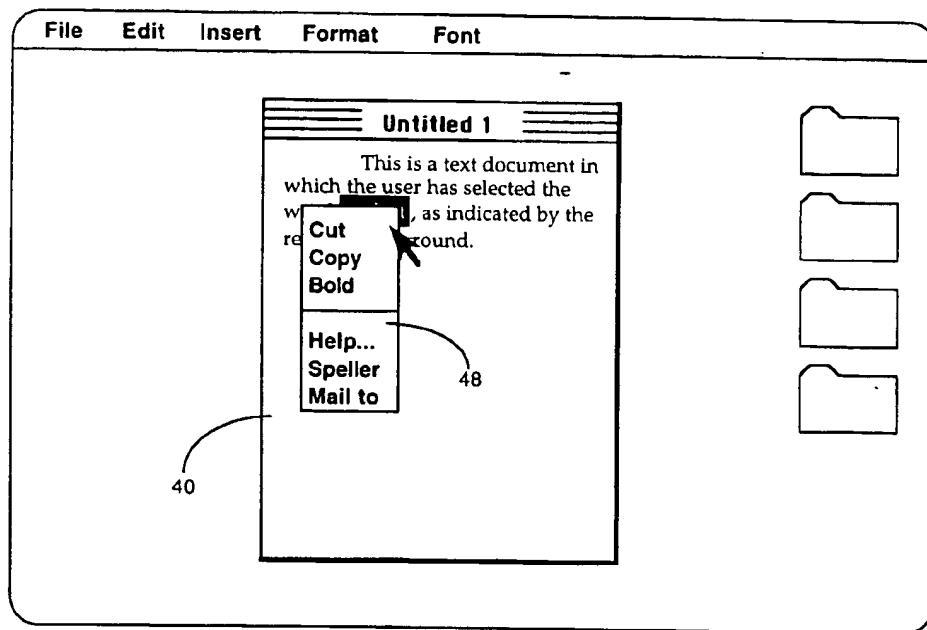 File Edit Insert Format Font
Untitled 1
This is a text document in
which the user has selected the
w , as indicated by the
re round.
Cut
Copy
Bold
Help...
Speller
Mail to
48
40